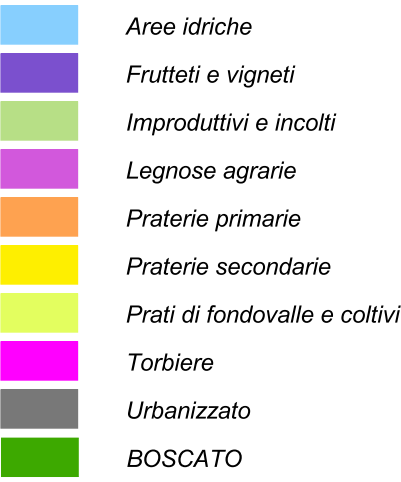 Aree idriche
Frutteti e vigneti
Improduttivi e incolti
Legnose agrarie
Praterie primarie
Praterie secondarie
Prati di fondovalle e coltivi
Torbiere
Urbanizzato
BOSCATO